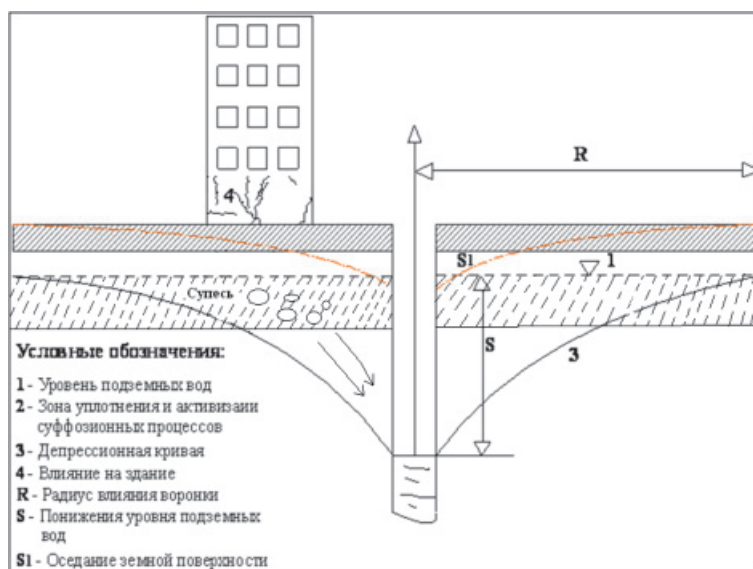 4
R
S1
1
Супесь
S
3
Условные обозначения:
1 - Уровень подземных вод
2 - Зона уплотнения и активизаии
суффозионных процессов
3 - Депрессионная кривая
4 - Влияние на здание
R - Радиус влияния воронки
S - Понижения уровня подземных
вод
S1 - Оседание земной поверхности